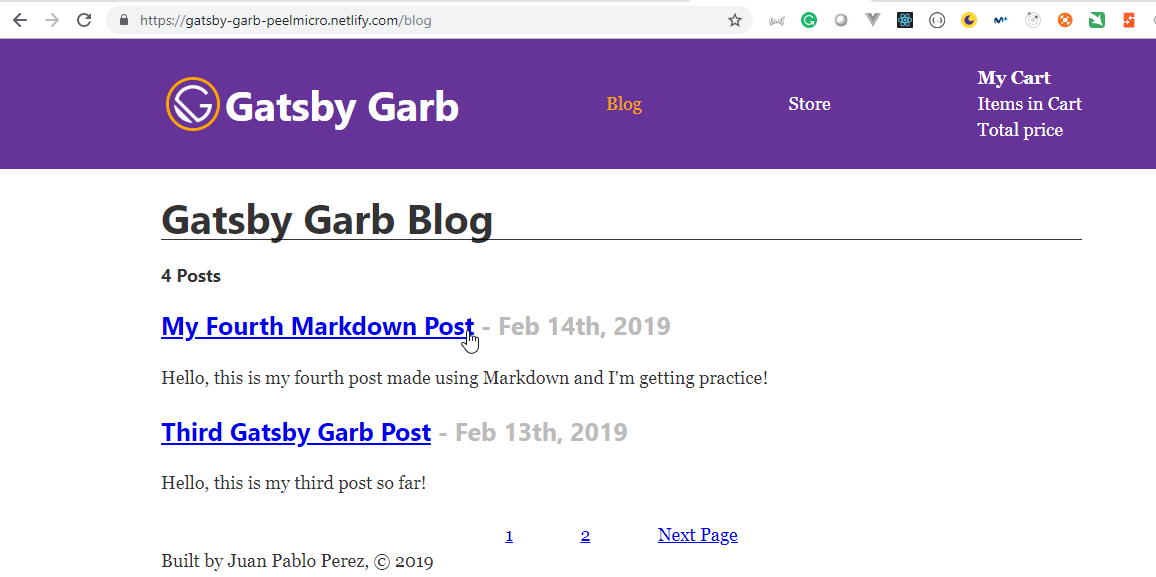 https://gatsby-garb-peelmicro.netlify.com/blog
Gatsby Garb
Blog
Store
My Cart
Items in Cart
Total price
Gatsby Garb Blog
4 Posts
My Fourth Markdown Post - Feb 14th, 2019
Hello, this is my fourth post made using Markdown and I'm getting practice!
Third Gatsby Garb Post - Feb 13th, 2019
Hello, this is my third post so far!
1 2 Next Page
Built by Juan Pablo Perez, © 2019